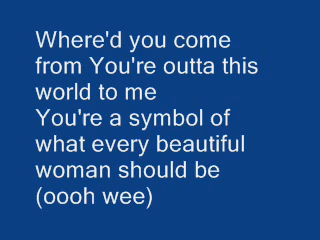 Where'd you come
from You're outta this
world to me
You're a symbol of
what every beautiful
woman should be
(oooh wee)